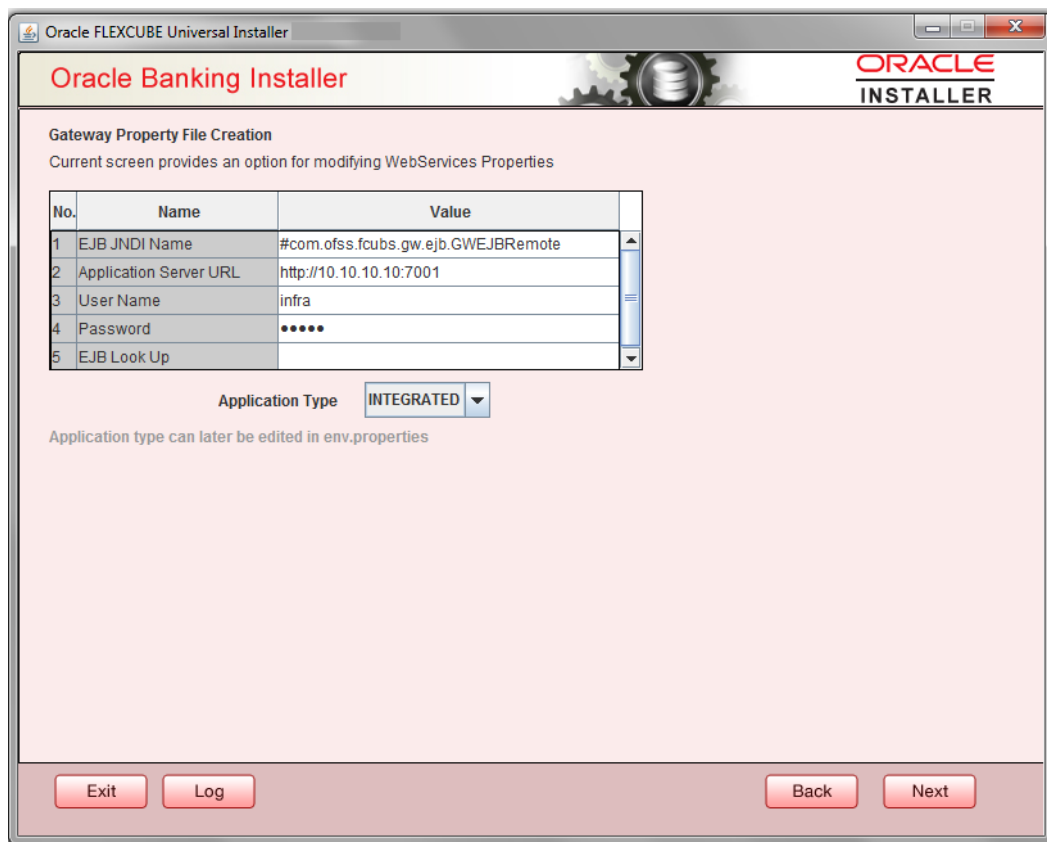 Oracle FLEXCUBE Universal Installer
Oracle Banking Installer
ORACLE
INSTALLER
Gateway Property File Creation
Current screen provides an option for modifying WebServices Properties
No. Name Value
1 EJB JNDI Name #com.ofss.fcubs.gw.ejb.GWEJBRemote
2 Application Server URL http://10.10.10.10:7001
3 User Name infra
4 Password •••••
5 EJB Look Up
Application Type INTEGRATED
Application type can later be edited in env.properties
Exit Log Back Next